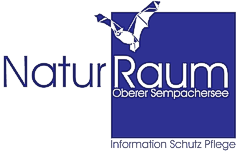 NaturRaum
Oberer Sempachersee
Information Schutz Pflege